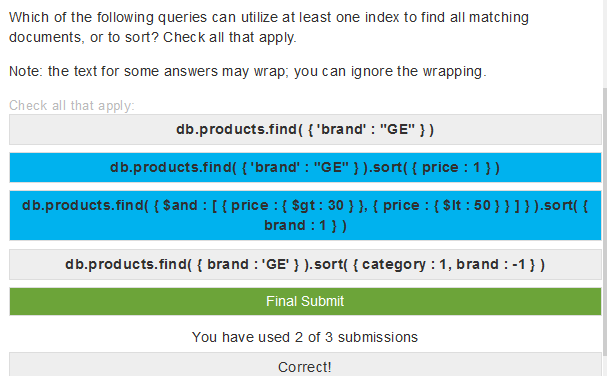 Which of the following queries can utilize at least one index to find all matching
documents, or to sort? Check all that apply.
Note: the text for some answers may wrap; you can ignore the wrapping.
Check all that apply:
db.products.find( { 'brand' : "GE" } )
db.products.find( { 'brand' : "GE" } ).sort( { price : 1 } )
db.products.find( { $and : [ { price : { $gt : 30 } }, { price : { $lt : 50 } } ] } ).sort( {
brand : 1 } )
db.products.find( { brand : 'GE' } ).sort( { category : 1, brand : -1 } )
Final Submit
You have used 2 of 3 submissions
Correct!